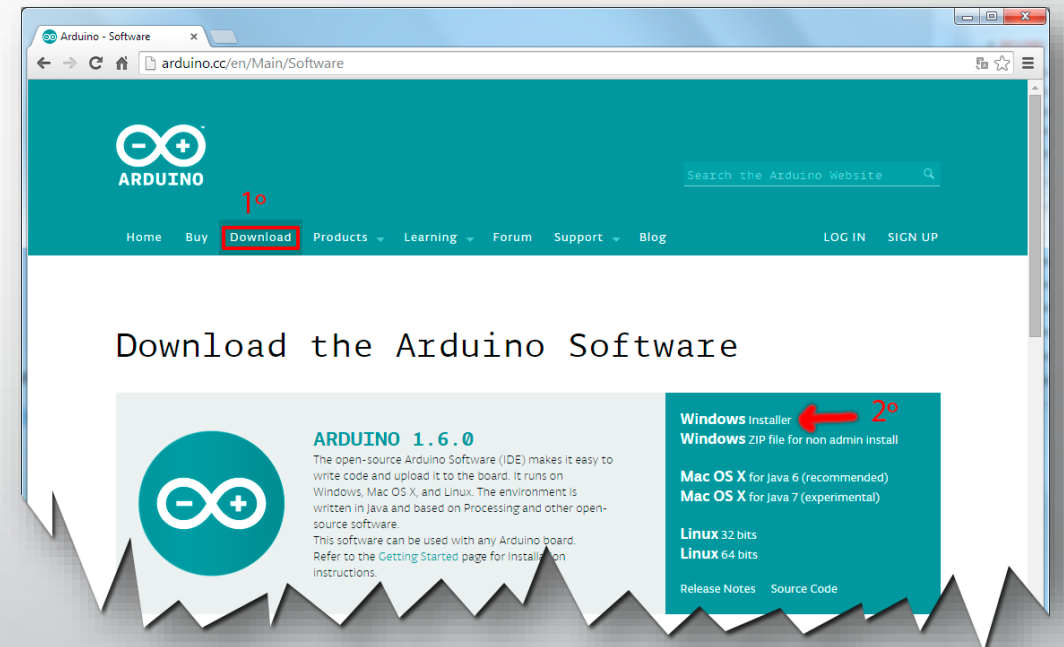 Arduino - Software
arduino.cc/en/Main/Software
ARDUINO
Search the Arduino Website
1º
Home Buy Download Products Learning Forum Support Blog LOG IN SIGN UP
Download the Arduino Software
ARDUINO 1.6.0
The open-source Arduino Software (IDE) makes it easy to
write code and upload it to the board. It runs on
Windows, Mac OS X, and Linux. The environment is
written in Java and based on Processing and other open-
source software.
This software can be used with any Arduino board.
Refer to the Getting Started page for Installation
instructions.
Windows Installer 2º
Windows ZIP file for non admin install
Mac OS X for Java 6 (recommended)
Mac OS X for Java 7 (experimental)
Linux 32 bits
Linux 64 bits
Release Notes Source Code